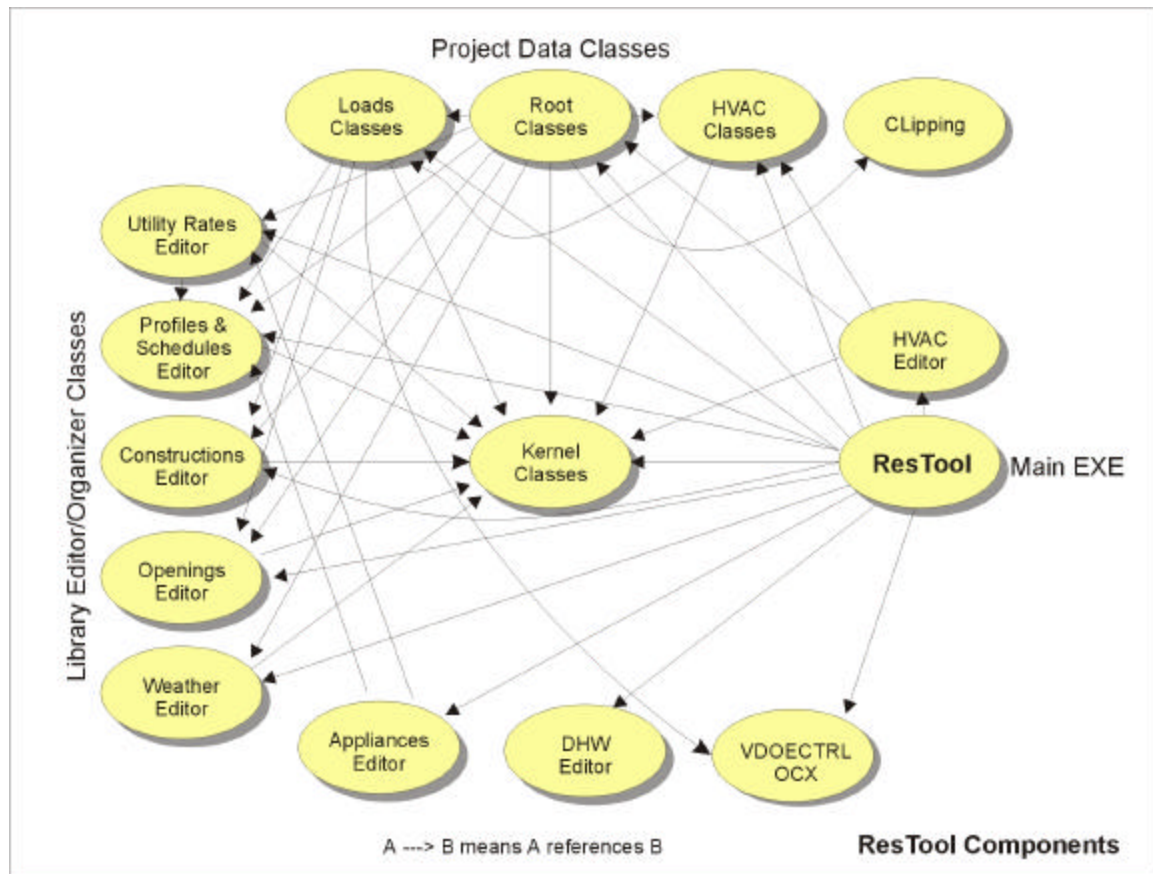 Project Data Classes
Loads
Classes
Root
Classes
HVAC
Classes
CLipping
Utility Rates
Editor
Profiles &
Schedules
Editor
HVAC
Editor
Library Editor/Organizer Classes
Constructions
Editor
Kernel
Classes
ResTool
Main EXE
Openings
Editor
Weather
Editor
Appliances
Editor
DHW
Editor
VDOECTRL
OCX
A ---> B means A references B
ResTool Components